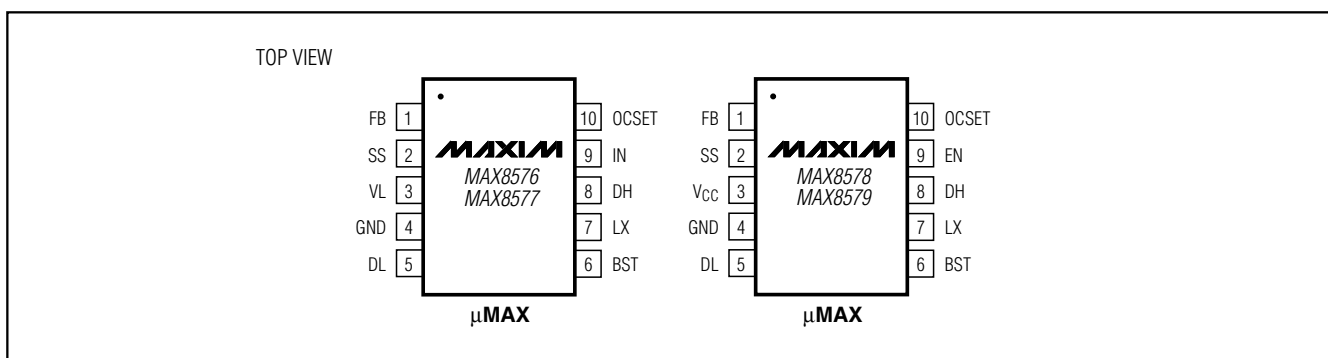 TOP VIEW
FB 1
SS 2
VL 3
GND 4
DL 5
MAXIM
MAX8576
MAX8577
10 OCSET
9 IN
8 DH
7 LX
6 BST
µMAX
FB 1
SS 2
VCC 3
GND 4
DL 5
MAXIM
MAX8578
MAX8579
10 OCSET
9 EN
8 DH
7 LX
6 BST
µMAX